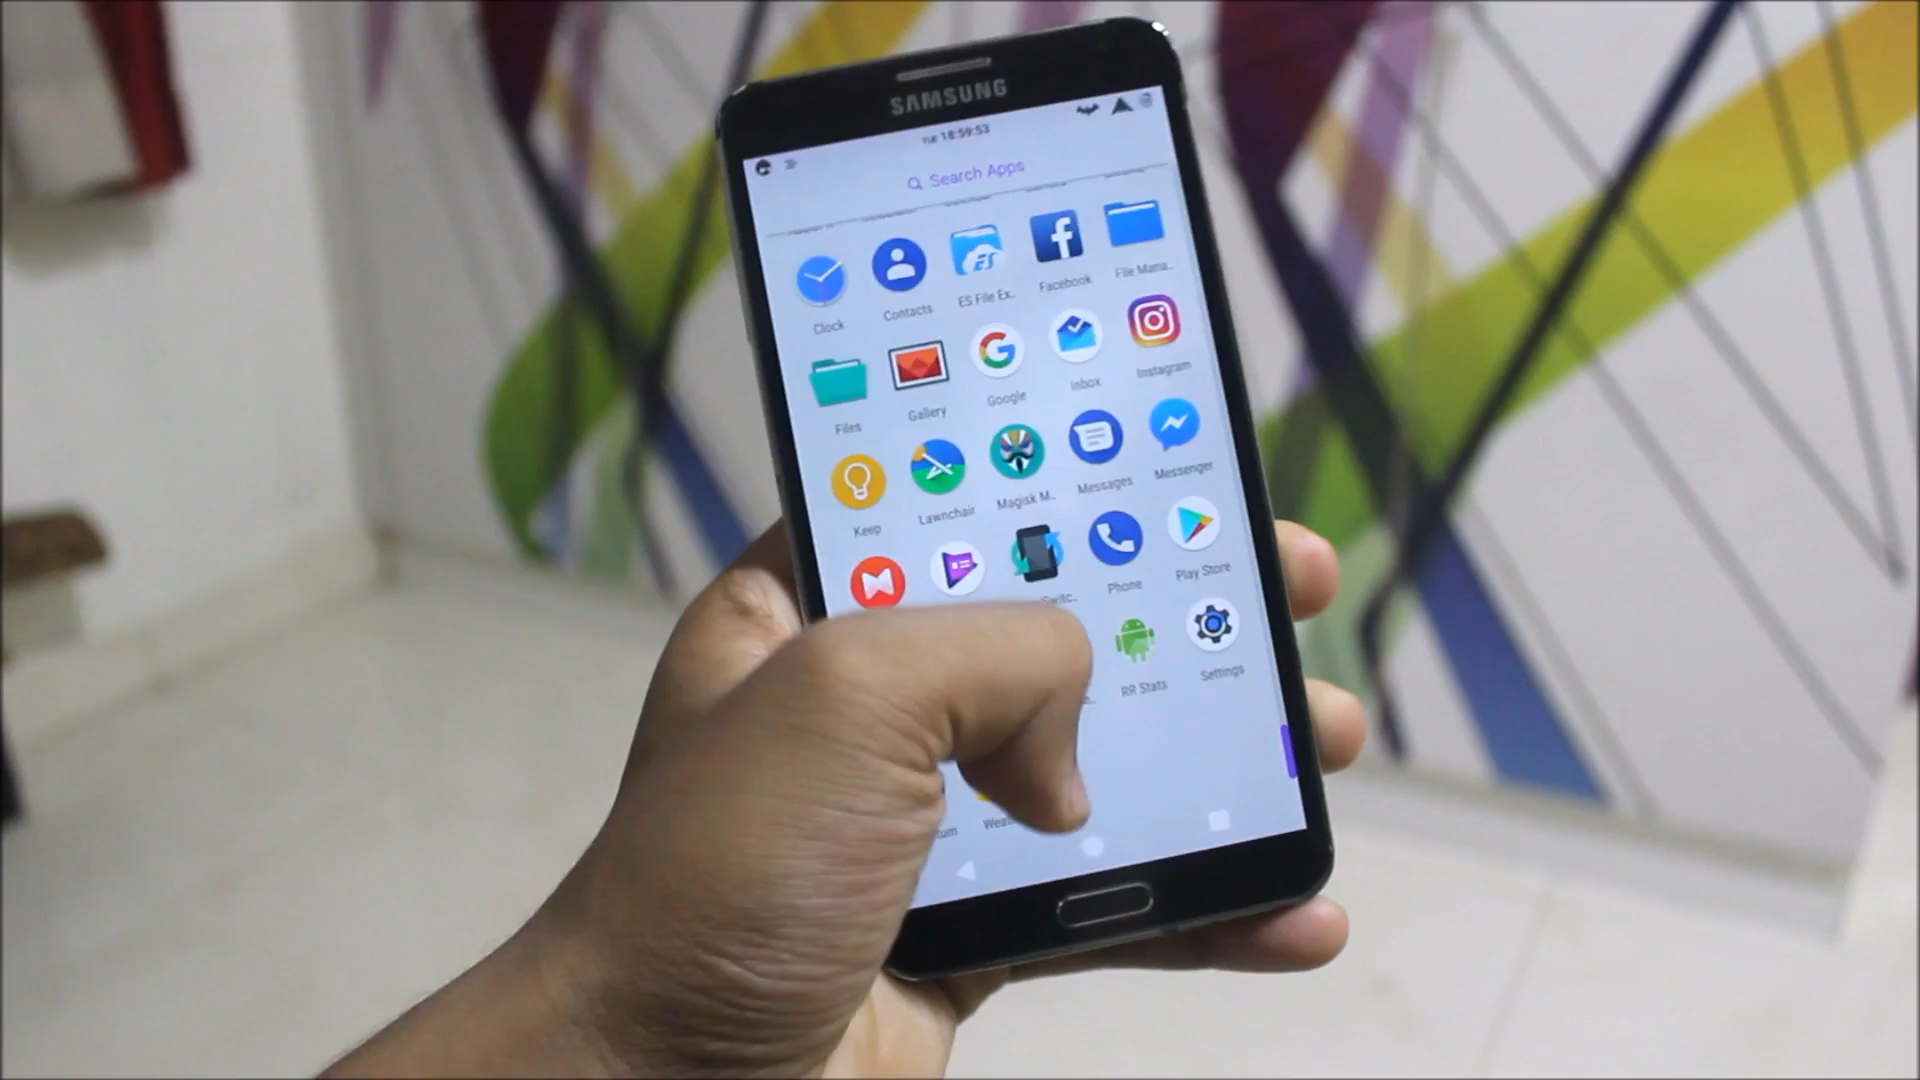 SAMSUNG
Tue 18:59:53
Search Apps
Clock
Contacts
ES File Ex..
Facebook
File Mana..
Files
Gallery
Google
Inbox
Instagram
Keep
Lawnchair
Magisk M..
Messages
Messenger
Phone
Play Store
RR Stats
Settings